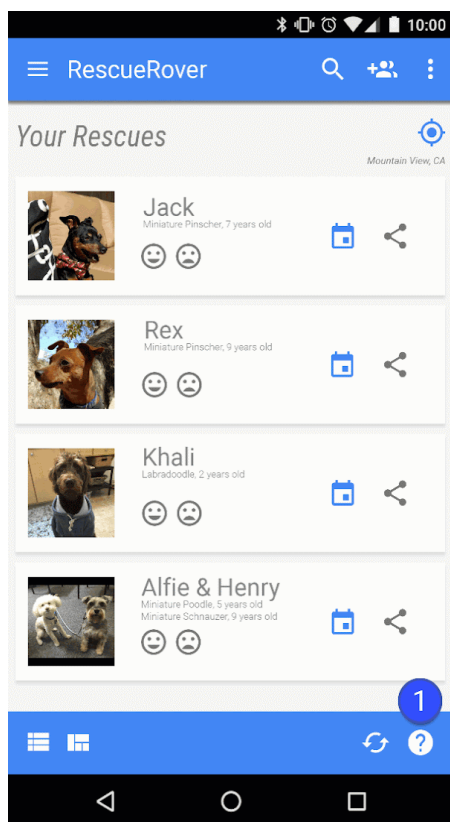 10:00
RescueRover
Your Rescues
Mountain View, CA
Jack
Miniature Pinscher, 7 years old
Rex
Miniature Pinscher, 9 years old
Khali
Labradoodle, 2 years old
Alfie & Henry
Miniature Poodle, 5 years old
Miniature Schnauzer, 9 years old
1
?